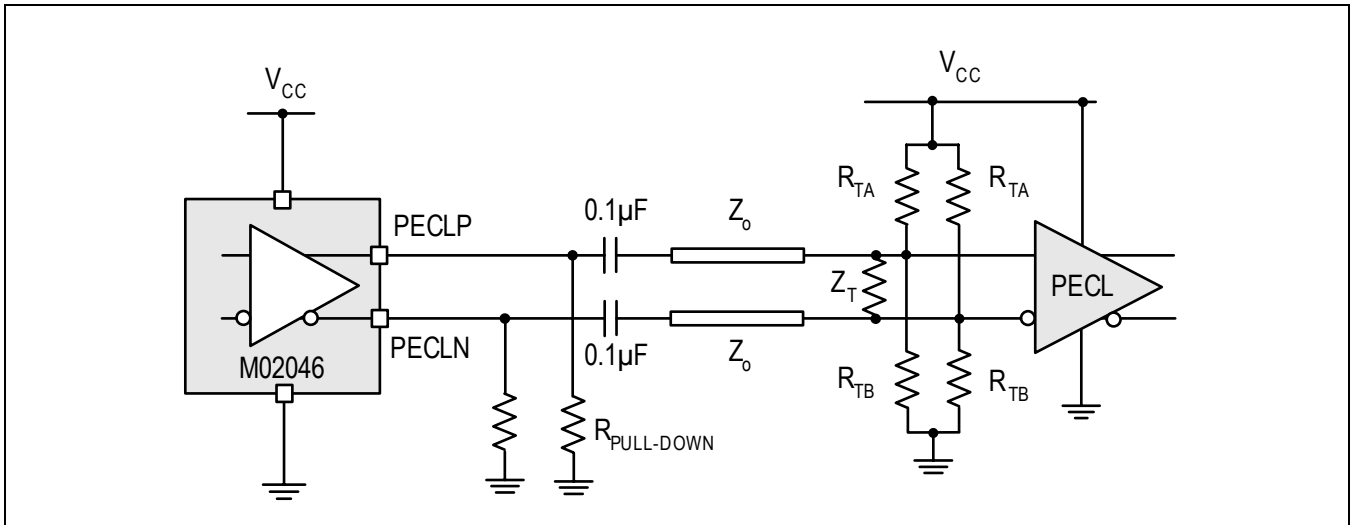 V_CC
V_CC
R_TA
R_TA
0.1µF
Z_o
PECLP
Z_T
PECL
PECLN
0.1µF
Z_o
M02046
R_TB
R_TB
R_PULL-DOWN